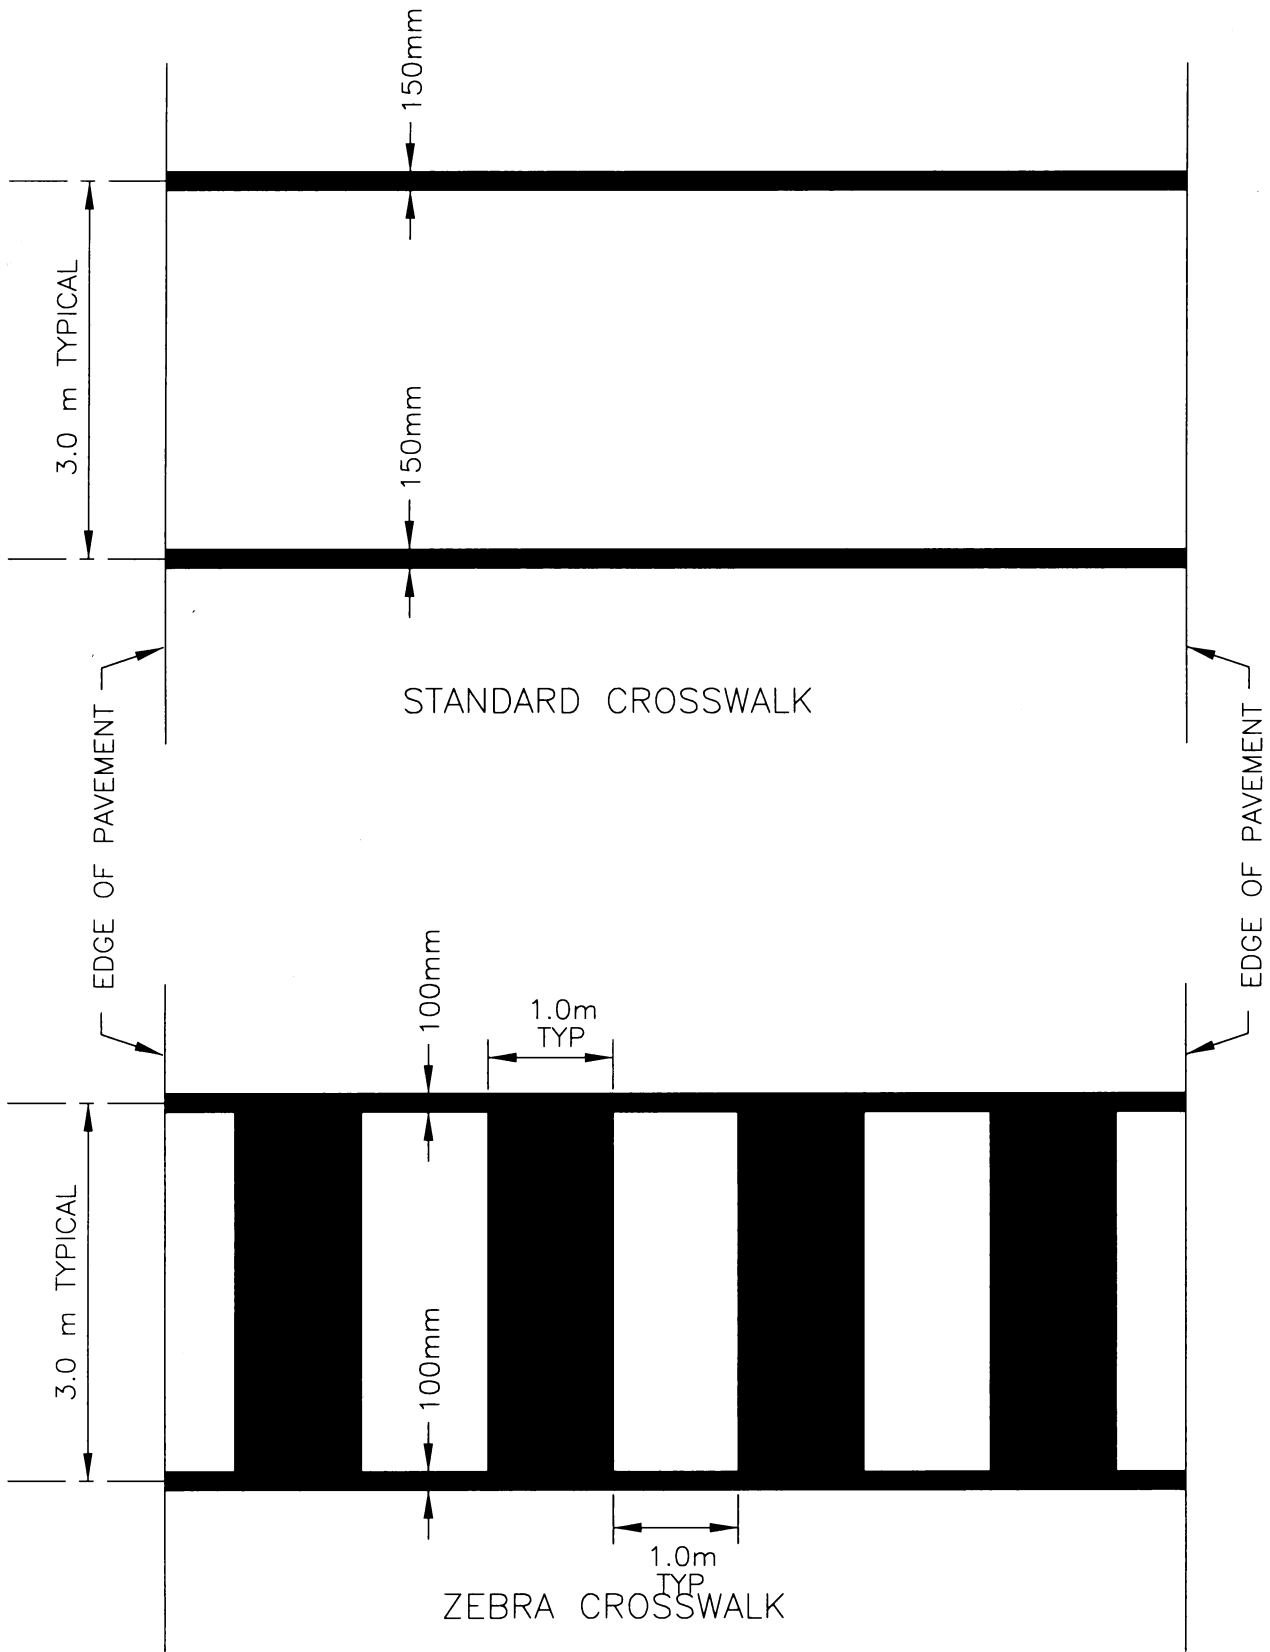 150mm
3.0 m TYPICAL
150mm
STANDARD CROSSWALK
EDGE OF PAVEMENT
EDGE OF PAVEMENT
100mm
1.0m
TYP
3.0 m TYPICAL
100mm
1.0m
TYP
ZEBRA CROSSWALK